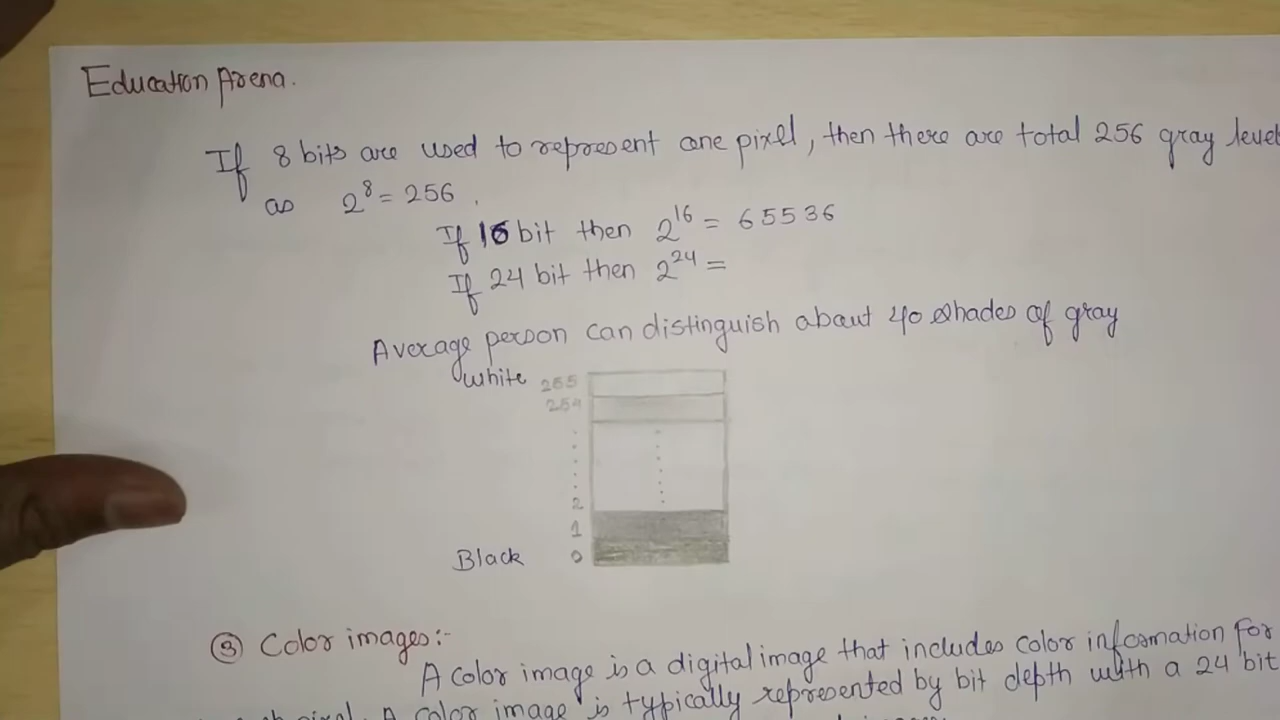 Education Arena.
If 8 bits are used to represent one pixel, then there are total 256 gray level
as 2^8 = 256.
If 16 bit then 2^16 = 65536
If 24 bit then 2^24 =
Average person can distinguish about 40 shades of gray
White 255
254
2
1
Black 0
③ Color images:-
A color image is a digital image that includes color information for
pixel. A color image is typically represented by bit depth with a 24 bit